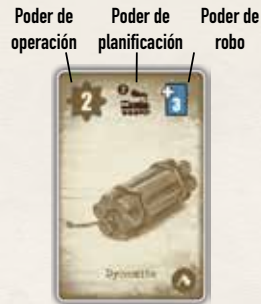 Poder de operación
Poder de planificación
Poder de robo
2
+3
Dynamite